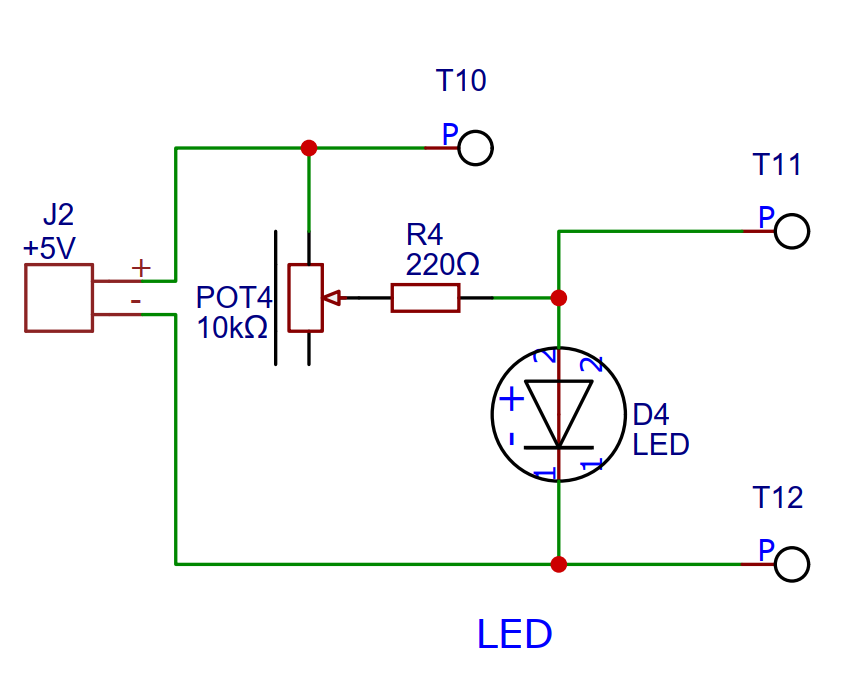 T10
P
T11
P
J2
+5V
+
-
R4
220Ω
POT4
10kΩ
2
2
+
-
D4
LED
1
1
T12
P
LED